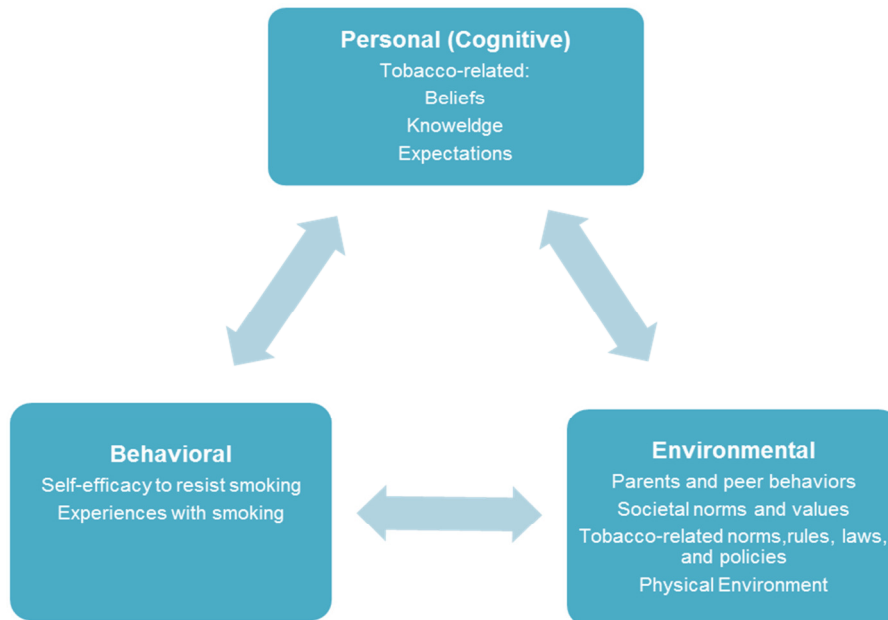 Personal (Cognitive)
Tobacco-related:
Beliefs
Knoweldge
Expectations
Behavioral
Self-efficacy to resist smoking
Experiences with smoking
Environmental
Parents and peer behaviors
Societal norms and values
Tobacco-related norms,rules, laws,
and policies
Physical Environment